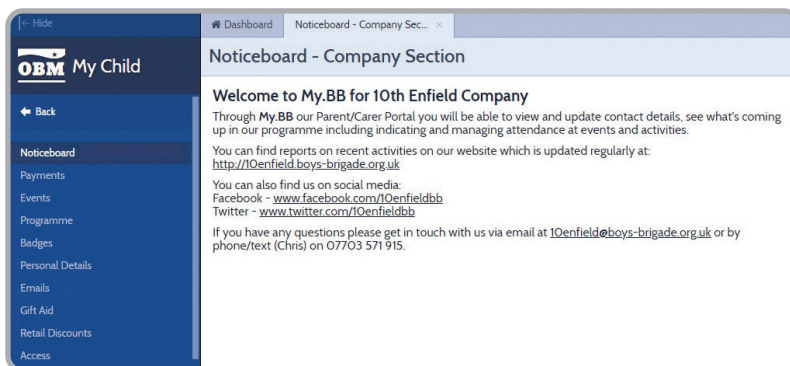 ← Hide
OBM My Child
← Back
Noticeboard
Payments
Events
Programme
Badges
Personal Details
Emails
Gift Aid
Retail Discounts
Access
Dashboard
Noticeboard - Company Sec... ×
Noticeboard - Company Section
Welcome to My.BB for 10th Enfield Company
Through My.BB our Parent/Carer Portal you will be able to view and update contact details, see what's coming
up in our programme including indicating and managing attendance at events and activities.
You can find reports on recent activities on our website which is updated regularly at:
http://10enfield.boys-brigade.org.uk
You can also find us on social media:
Facebook - www.facebook.com/10enfieldbb
Twitter - www.twitter.com/10enfieldbb
If you have any questions please get in touch with us via email at 10enfield@boys-brigade.org.uk or by
phone/text (Chris) on 07703 571 915.